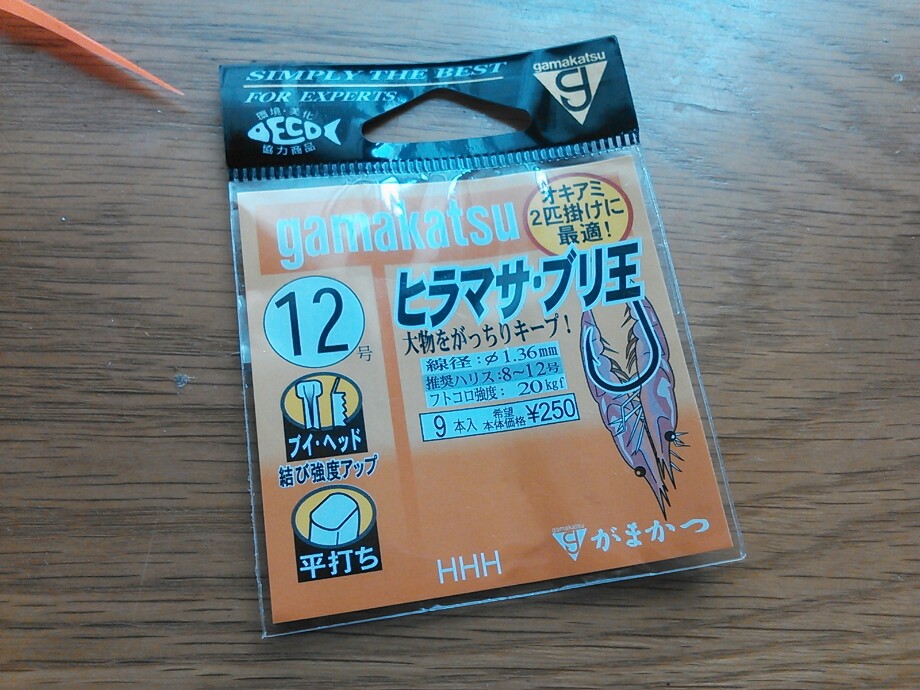 SIMPLY THE BEST
FOR EXPERTS
gamakatsu
g
環境・美化
ECO
協力商品
gamakatsu
オキアミ
2匹掛けに
最適!
12号
ヒラマサ・ブリ王
大物をがっちりキープ!
線径:φ1.36mm
推奨ハリス:8～12号
フトコロ強度: 20kgf
9 本入 希望本体価格 ¥250
ブイ・ヘッド
結び強度アップ
平打ち
HHH
gamakatsu
g がまかつ